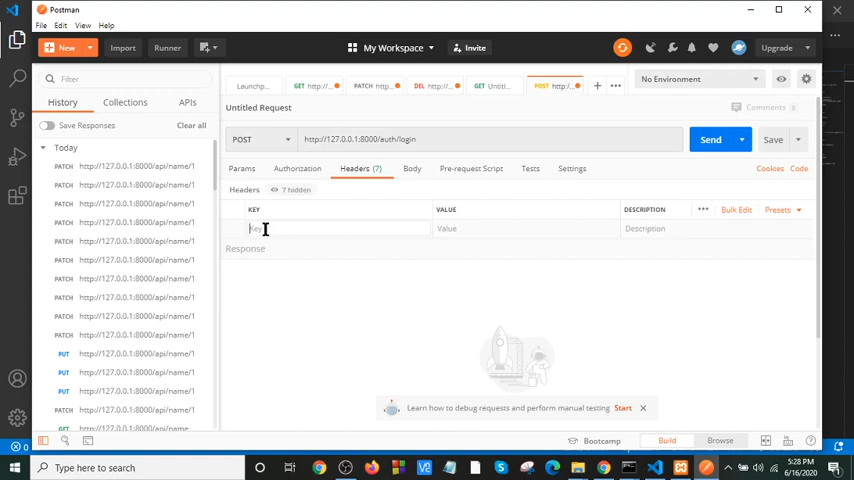 Postman
File Edit View Help
New Import Runner My Workspace Invite Upgrade
Filter
History Collections APIs
Save Responses Clear all
Today
PATCH http://127.0.0.1:8000/api/name/1
PATCH http://127.0.0.1:8000/api/name/1
PATCH http://127.0.0.1:8000/api/name/1
PATCH http://127.0.0.1:8000/api/name/1
PATCH http://127.0.0.1:8000/api/name/1
PATCH http://127.0.0.1:8000/api/name/1
PATCH http://127.0.0.1:8000/api/name/1
PATCH http://127.0.0.1:8000/api/name/1
PATCH http://127.0.0.1:8000/api/name/1
PATCH http://127.0.0.1:8000/api/name/1
PUT http://127.0.0.1:8000/api/name/1
PUT http://127.0.0.1:8000/api/name/1
PUT http://127.0.0.1:8000/api/name/1
PATCH http://127.0.0.1:8000/api/name/1
GET http://127.0.0.1:8000/api/name
Launchp... GET http://... PATCH http... DEL http://... GET Untitl... POST http:/... No Environment
Untitled Request Comments 0
POST http://127.0.0.1:8000/auth/login Send Save
Params Authorization Headers (7) Body Pre-request Script Tests Settings Cookies Code
Headers 7 hidden
KEY VALUE DESCRIPTION Bulk Edit Presets
Key Value Description
Response
Learn how to debug requests and perform manual testing Start
Bootcamp Build Browse
0
Type here to search
5:28 PM
6/16/2020